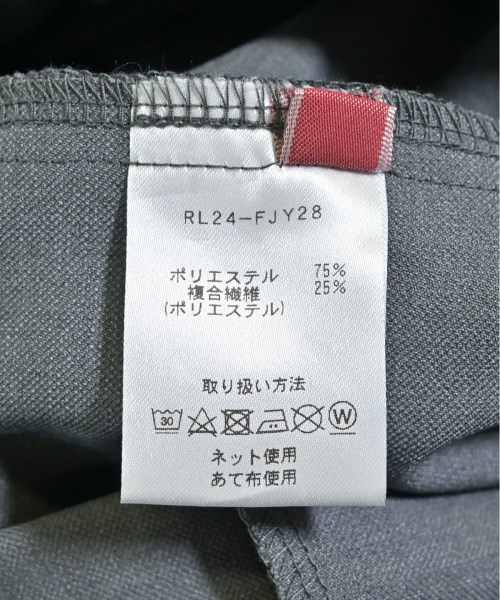 RL24-FJY28
ポリエステル 75%
複合繊維 25%
(ポリエステル)
取り扱い方法
30 W
ネット使用
あて布使用